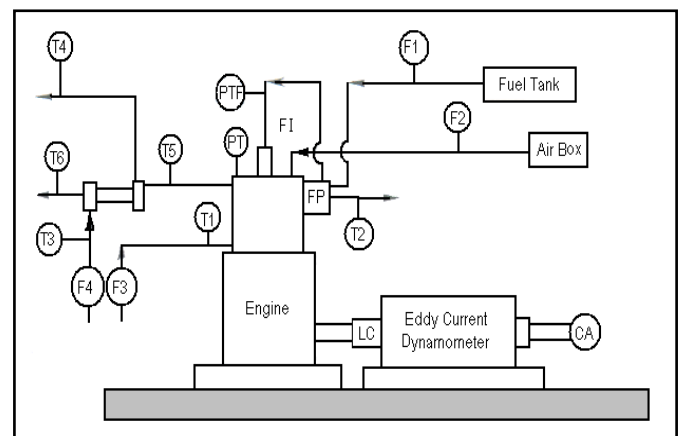 T4
F1
Fuel Tank
PTF
FI
F2
PT
Air Box
T6
T5
FP
T1
T2
T3
F4
F3
Engine
LC
Eddy Current
Dynamometer
CA